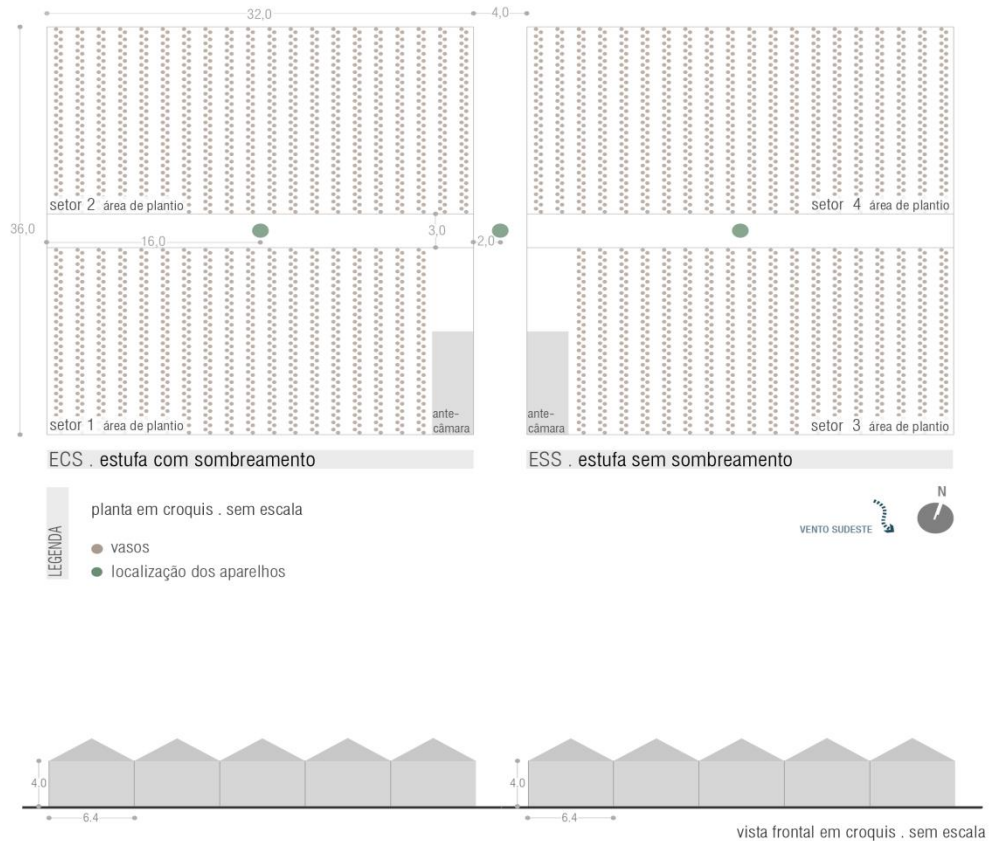 32,0
4,0
setor 2 área de plantio
setor 4 área de plantio
36,0
16,0
3,0
2,0
ante-
câmara
ante-
câmara
setor 1 área de plantio
setor 3 área de plantio
ECS . estufa com sombreamento
ESS . estufa sem sombreamento
LEGENDA
planta em croquis . sem escala
vasos
localização dos aparelhos
VENTO SUDESTE
N
4.0
6.4
4.0
6.4
vista frontal em croquis . sem escala